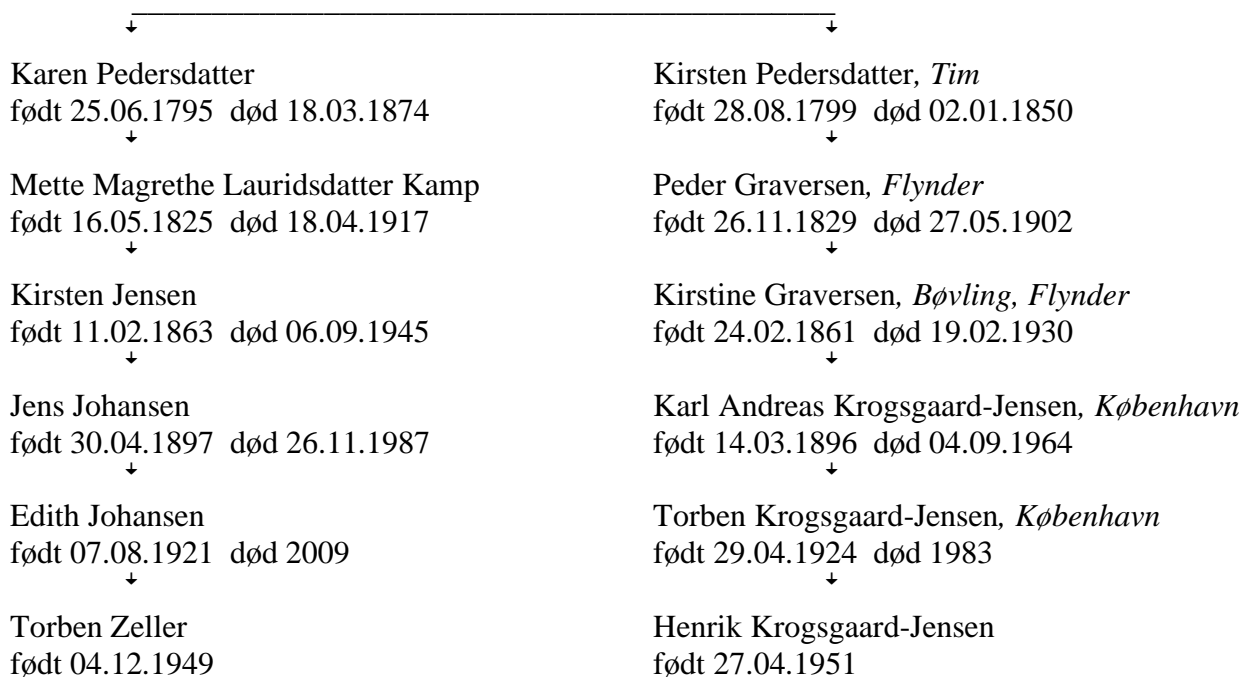 Karen Pedersdatter
født 25.06.1795 død 18.03.1874
Kirsten Pedersdatter, Tim
født 28.08.1799 død 02.01.1850
Mette Magrethe Lauridsdatter Kamp
født 16.05.1825 død 18.04.1917
Peder Graversen, Flynder
født 26.11.1829 død 27.05.1902
Kirsten Jensen
født 11.02.1863 død 06.09.1945
Kirstine Graversen, Bøvling, Flynder
født 24.02.1861 død 19.02.1930
Jens Johansen
født 30.04.1897 død 26.11.1987
Karl Andreas Krogsgaard-Jensen, København
født 14.03.1896 død 04.09.1964
Edith Johansen
født 07.08.1921 død 2009
Torben Krogsgaard-Jensen, København
født 29.04.1924 død 1983
Torben Zeller
født 04.12.1949
Henrik Krogsgaard-Jensen
født 27.04.1951